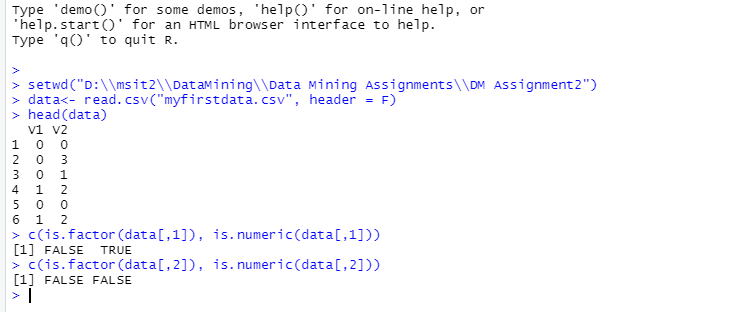 Type 'demo()' for some demos, 'help()' for on-line help, or
'help.start()' for an HTML browser interface to help.
Type 'q()' to quit R.
>
> setwd("D:\\msit2\\DataMining\\Data Mining Assignments\\DM Assignment2")
> data<- read.csv("myfirstdata.csv", header = F)
> head(data)
  V1 V2
1  0  0
2  0  3
3  0  1
4  1  2
5  0  0
6  1  2
> c(is.factor(data[,1]), is.numeric(data[,1]))
[1] FALSE  TRUE
> c(is.factor(data[,2]), is.numeric(data[,2]))
[1] FALSE FALSE
>